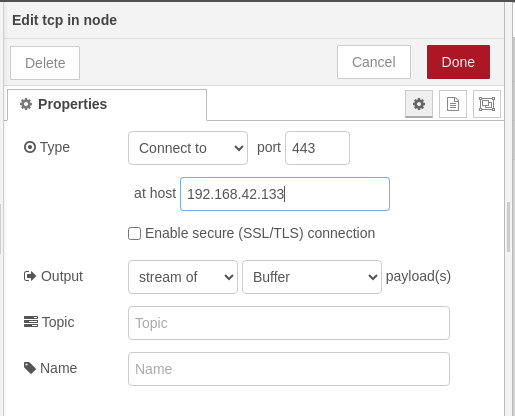 Edit tcp in node
Delete
Cancel
Done
Properties
Type
Connect to
port
443
at host
192.168.42.133
Enable secure (SSL/TLS) connection
Output
stream of
Buffer
payload(s)
Topic
Topic
Name
Name